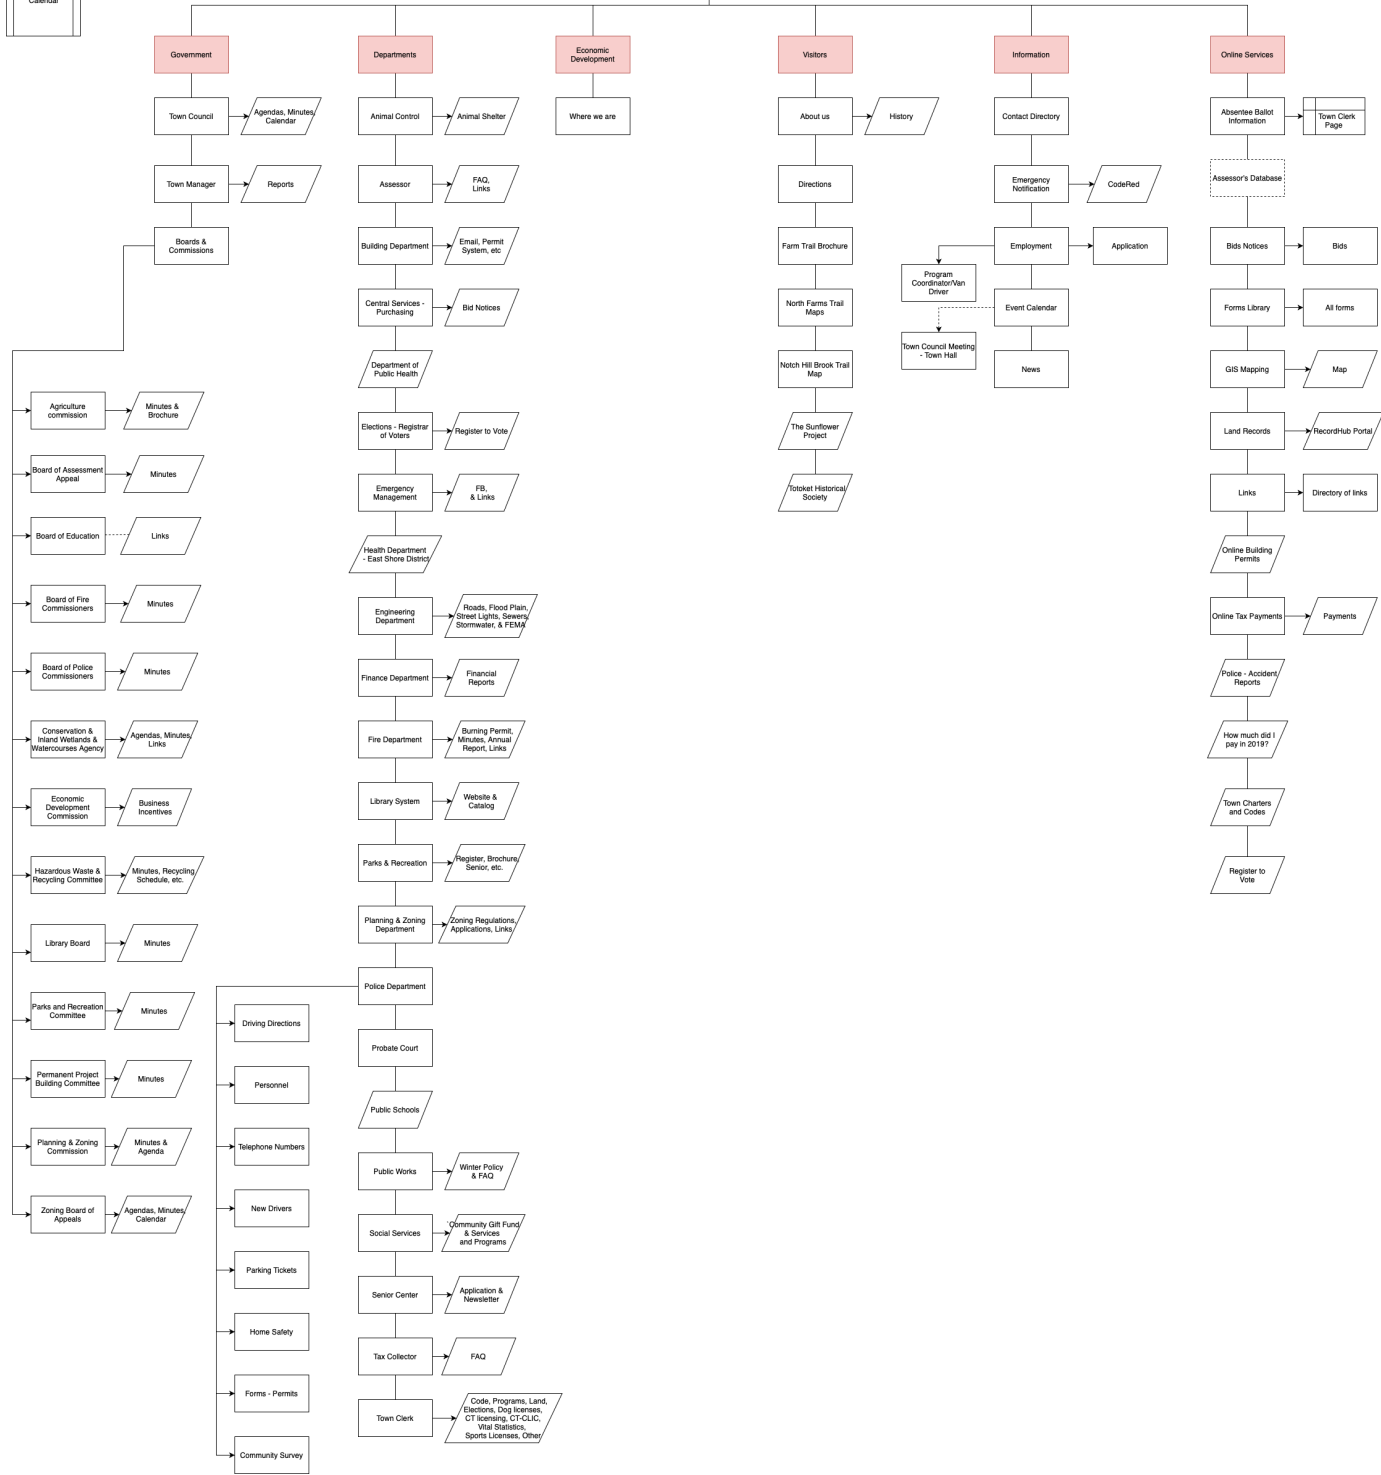 Calendar
Government
Departments
Economic
Development
Visitors
Information
Online Services
Town Council
Agendas, Minutes,
Calendar
Town Manager
Reports
Boards &
Commissions
Agriculture
commission
Minutes &
Brochure
Board of Assessment
Appeal
Minutes
Board of Education
Links
Board of Fire
Commissioners
Minutes
Board of Police
Commissioners
Minutes
Conservation &
Inland Wetlands &
Watercourses Agency
Agendas, Minutes,
Links
Economic
Development
Commission
Business
Incentives
Hazardous Waste &
Recycling Committee
Minutes, Recycling
Schedule, etc.
Library Board
Minutes
Parks and Recreation
Committee
Minutes
Permanent Project
Building Committee
Minutes
Planning & Zoning
Commission
Minutes &
Agenda
Zoning Board of
Appeals
Agendas, Minutes,
Calendar
Animal Control
Animal Shelter
Assessor
FAQ,
Links
Building Department
Email, Permit
System, etc
Central Services -
Purchasing
Bid Notices
Department of
Public Health
Elections - Registrar
of Voters
Register to Vote
Emergency
Management
FB,
& Links
Health Department
- East Shore District
Engineering
Department
Roads, Flood Plain,
Street Lights, Sewers,
Stormwater, & FEMA
Finance Department
Financial
Reports
Fire Department
Burning Permit,
Minutes, Annual
Report, Links
Library System
Website &
Catalog
Parks & Recreation
Register, Brochure,
Senior, etc.
Planning & Zoning
Department
Zoning Regulations,
Applications, Links
Police Department
Driving Directions
Personnel
Telephone Numbers
New Drivers
Parking Tickets
Home Safety
Forms - Permits
Community Survey
Probate Court
Public Schools
Public Works
Winter Policy
& FAQ
Social Services
`Community Gift Fund
& Services
and Programs
Senior Center
Application &
Newsletter
Tax Collector
FAQ
Town Clerk
Code, Programs, Land,
Elections, Dog licenses,
CT licensing, CT-CLIC,
Vital Statistics,
Sports Licenses, Other
Where we are
About us
History
Directions
Farm Trail Brochure
North Farms Trail
Maps
Notch Hill Brook Trail
Map
The Sunflower
Project
Totoket Historical
Society
Contact Directory
Emergency
Notification
CodeRed
Employment
Application
Program
Coordinator/Van
Driver
Event Calendar
Town Council Meeting
- Town Hall
News
Absentee Ballot
Information
Town Clerk
Page
Assessor's Database
Bids Notices
Bids
Forms Library
All forms
GIS Mapping
Map
Land Records
RecordHub Portal
Links
Directory of links
Online Building
Permits
Online Tax Payments
Payments
Police - Accident
Reports
How much did I
pay in 2019?
Town Charters
and Codes
Register to
Vote